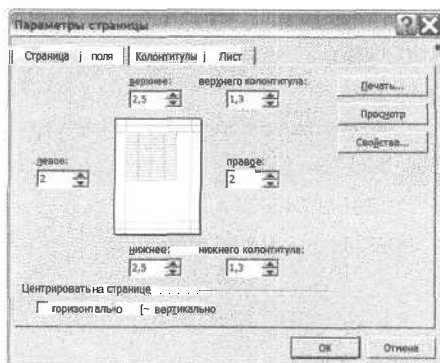 Параметры страницы
Страница поля Колонтитулы Лист
верхнее: верхнего колонтитула:
2,5 1,3 Печать...
Просмотр
Свойства...
левое: правое:
2 2
нижнее: нижнего колонтитула:
2,5 1,3
Центрировать на странице
горизонтально вертикально
ОК Отмена